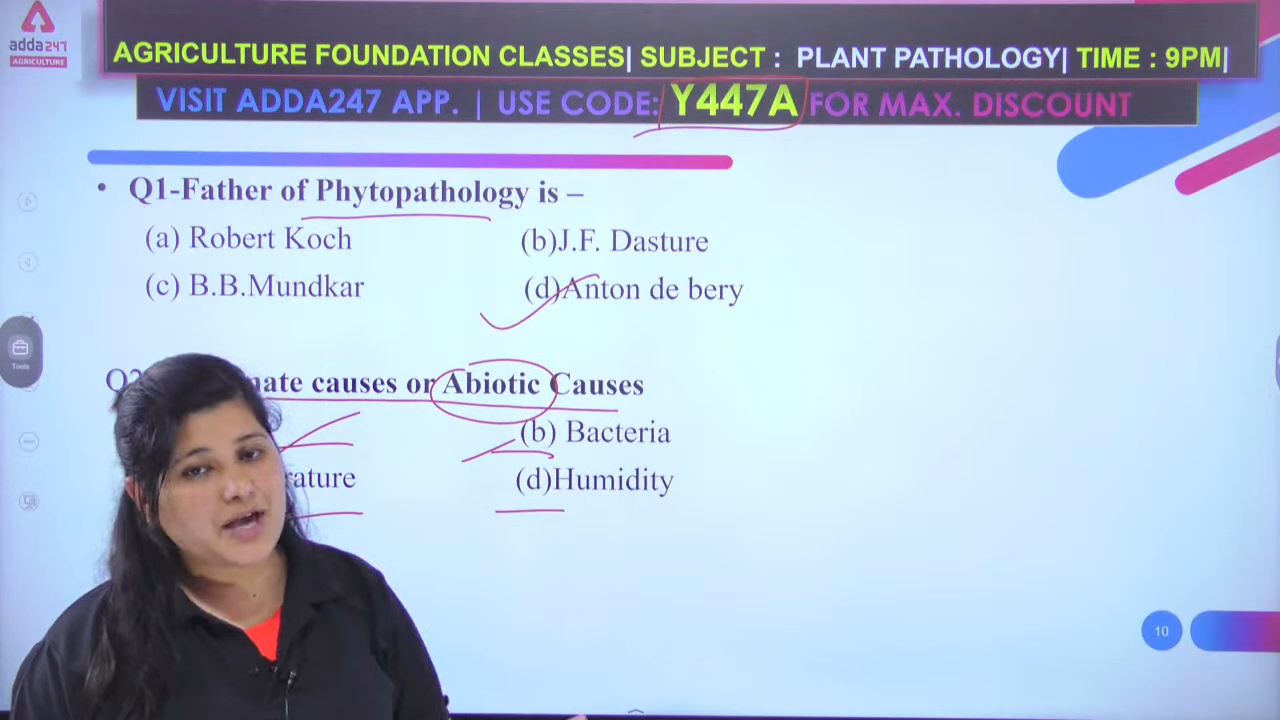 adda247
AGRICULTURE
AGRICULTURE FOUNDATION CLASSES| SUBJECT : PLANT PATHOLOGY| TIME : 9PM|
VISIT ADDA247 APP. | USE CODE: Y447A FOR MAX. DISCOUNT
• Q1-Father of Phytopathology is –
(a) Robert Koch (b)J.F. Dasture
(c) B.B.Mundkar (d)Anton de bery
causes or Abiotic Causes
(b) Bacteria
(d)Humidity
Tools
10